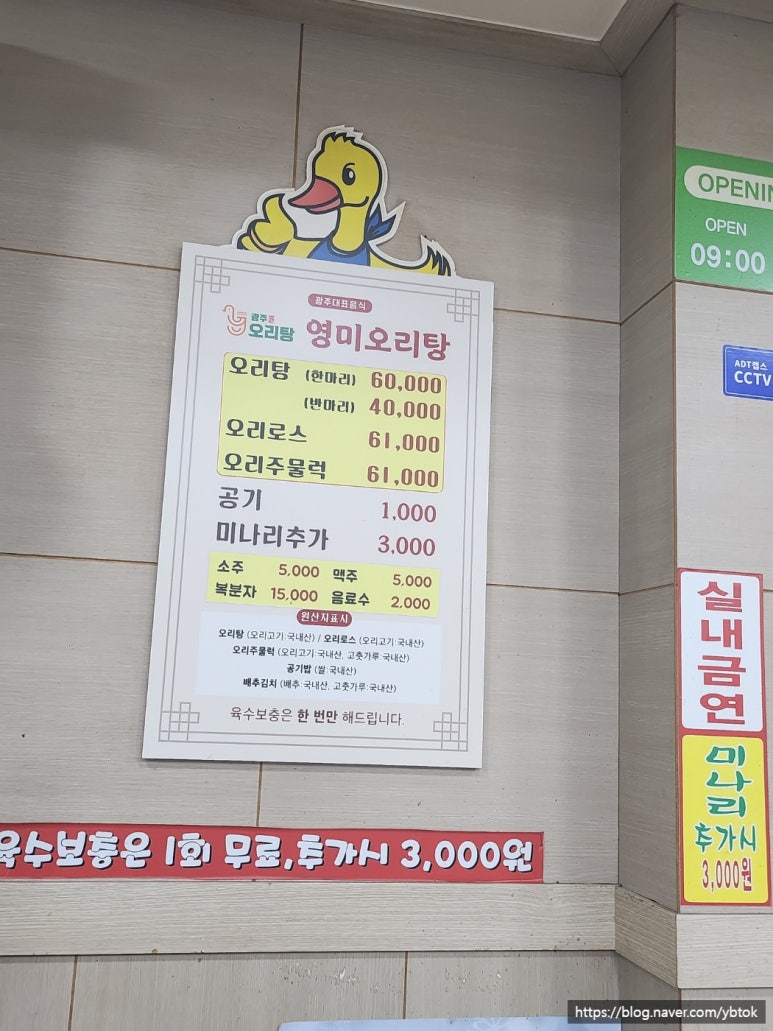 광주대표음식
광주 오리탕
영미오리탕
오리탕 (한마리) 60,000
(반마리) 40,000
오리로스 61,000
오리주물럭 61,000
공기 1,000
미나리추가 3,000
소주 5,000 맥주 5,000
복분자 15,000 음료수 2,000
원산지표시
오리탕 (오리고기:국내산) / 오리로스 (오리고기:국내산)
오리주물럭 (오리고기:국내산, 고춧가루:국내산)
공기밥 (쌀:국내산)
배추김치 (배추:국내산, 고춧가루:국내산)
육수보충은 한 번만 해드립니다.
육수보충은 1회 무료,추가시 3,000원
OPENIN
OPEN
09:00
ADT캡스
CCTV
실내금연
미나리
추가시
3,000원
https://blog.naver.com/ybtok